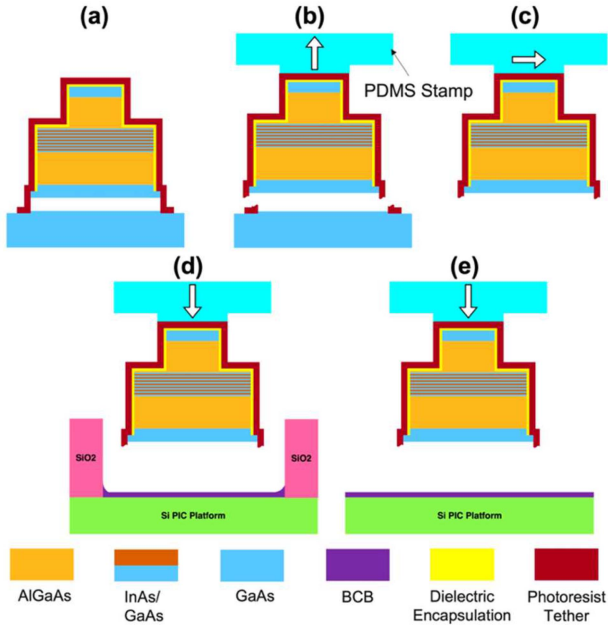 (a)
(b)
(c)
PDMS Stamp
(d)
(e)
SiO2
SiO2
Si PIC Platform
Si PIC Platform
AlGaAs
InAs/
GaAs
GaAs
BCB
Dielectric
Encapsulation
Photoresist
Tether